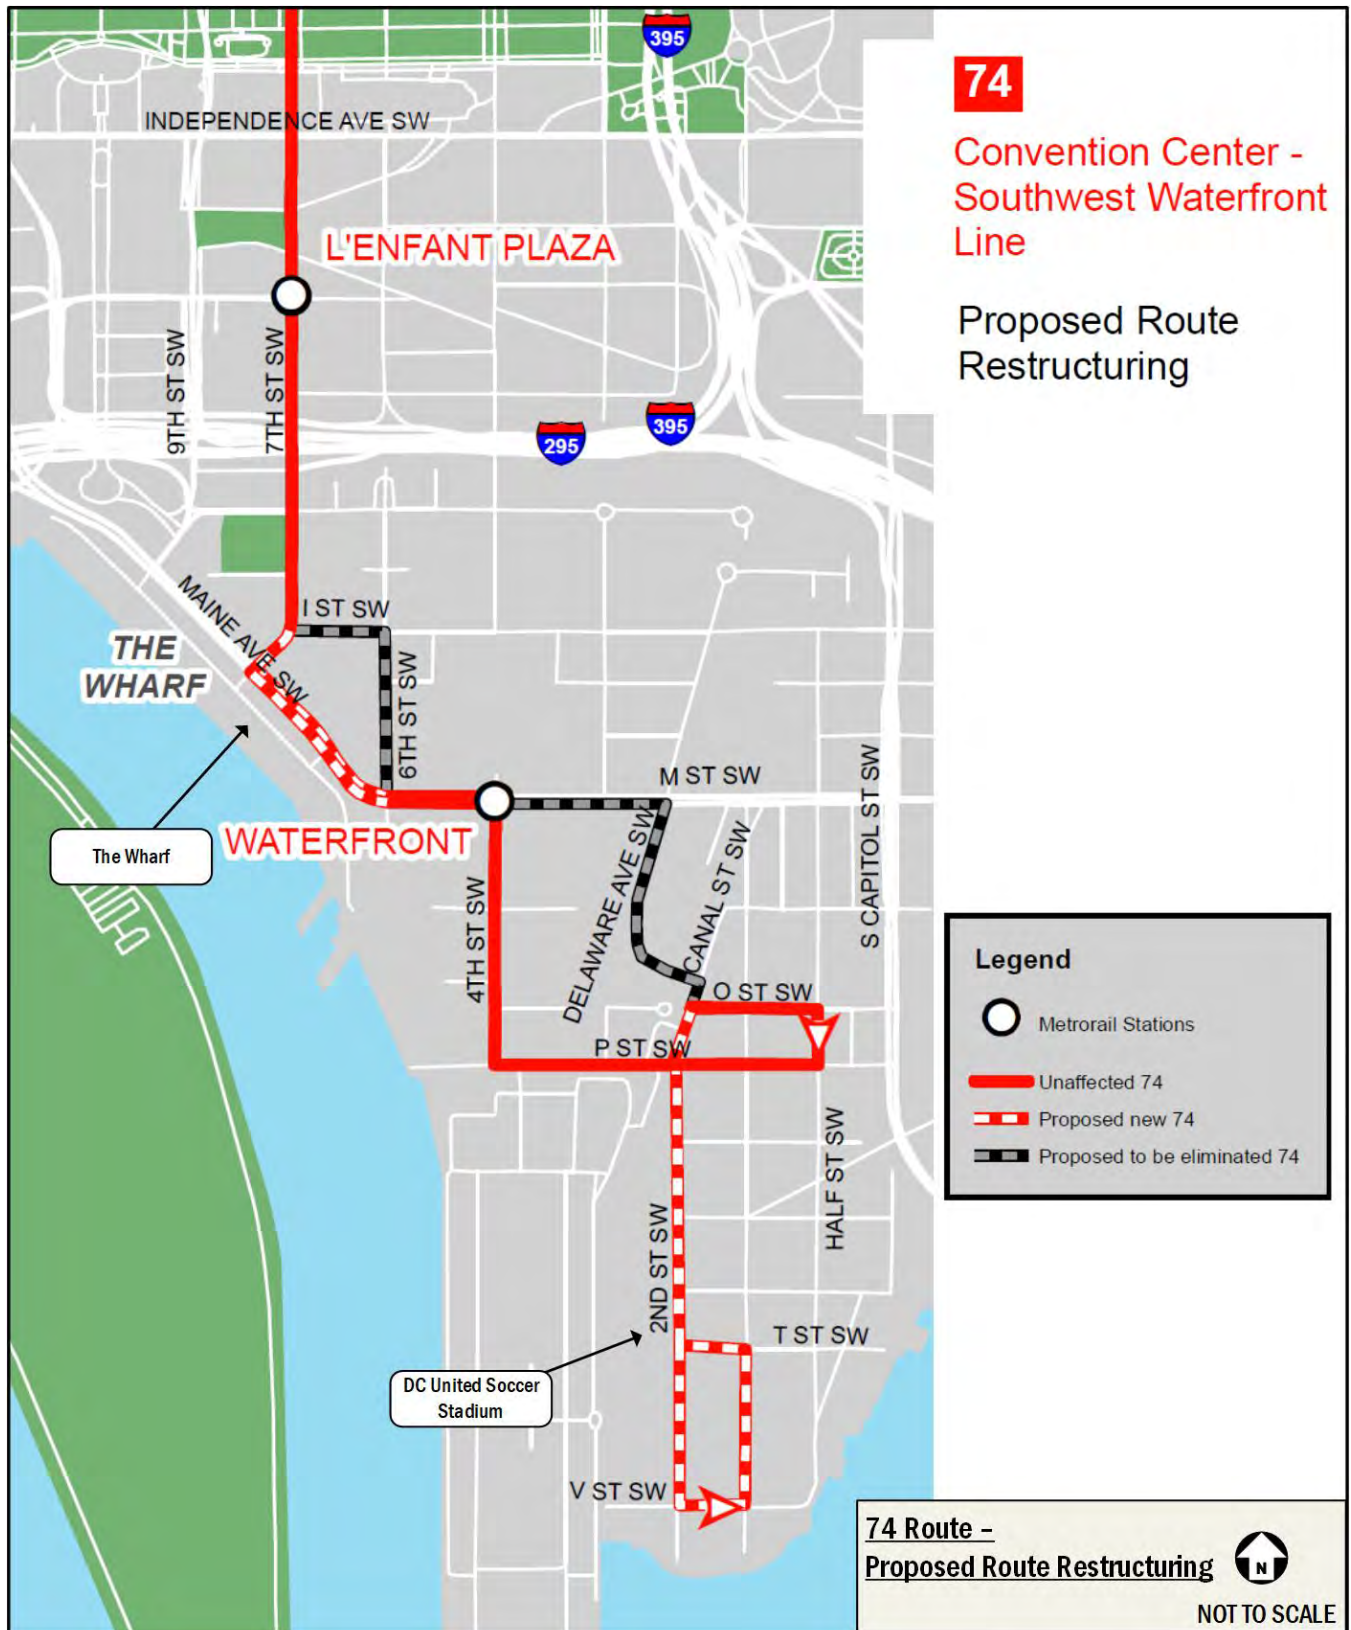 395
74
Convention Center -
Southwest Waterfront
Line
Proposed Route
Restructuring
INDEPENDENCE AVE SW
L'ENFANT PLAZA
9TH ST SW
7TH ST SW
295
395
MAINE AVE SW
I ST SW
THE
WHARF
6TH ST SW
M ST SW
The Wharf
WATERFRONT
4TH ST SW
DELAWARE AVE SW
CANAL ST SW
S CAPITOL ST SW
O ST SW
P ST SW
HALF ST SW
2ND ST SW
T ST SW
DC United Soccer
Stadium
V ST SW
Legend
Metrorail Stations
Unaffected 74
Proposed new 74
Proposed to be eliminated 74
74 Route –
Proposed Route Restructuring
N
NOT TO SCALE